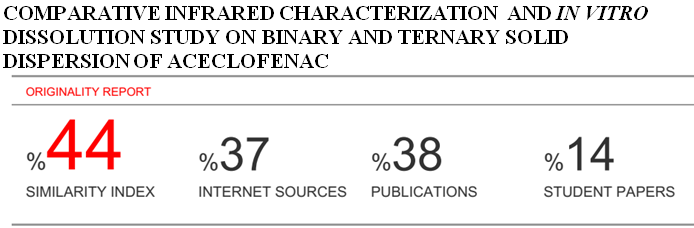 COMPARATIVE INFRARED CHARACTERIZATION AND IN VITRO
DISSOLUTION STUDY ON BINARY AND TERNARY SOLID
DISPERSION OF ACECLOFENAC
ORIGINALITY REPORT
%44 %37 %38 %14
SIMILARITY INDEX INTERNET SOURCES PUBLICATIONS STUDENT PAPERS